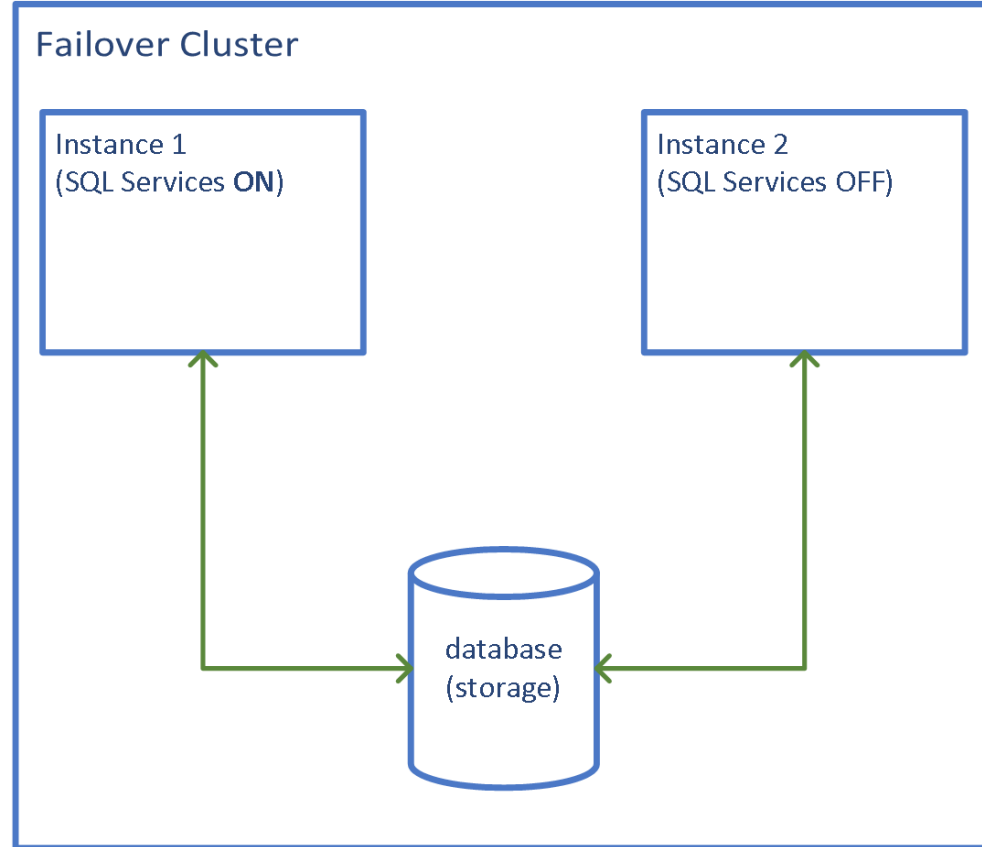 Failover Cluster
Instance 1
(SQL Services ON)
Instance 2
(SQL Services OFF)
database
(storage)